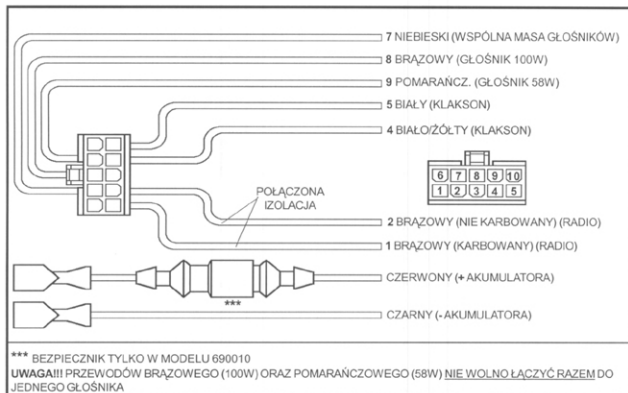 7 NIEBIESKI (WSPÓLNA MASA GŁOŚNIKÓW)
8 BRĄZOWY (GŁOŚNIK 100W)
9 POMARAŃCZ. (GŁOŚNIK 58W)
5 BIAŁY (KLAKSON)
4 BIAŁO/ŻÓŁTY (KLAKSON)
6 7 8 9 10
1 2 3 4 5
POŁĄCZONA
IZOLACJA
2 BRĄZOWY (NIE KARBOWANY) (RADIO)
1 BRĄZOWY (KARBOWANY) (RADIO)
CZERWONY (+ AKUMULATORA)
***
CZARNY (- AKUMULATORA)
*** BEZPIECZNIK TYLKO W MODELU 690010
UWAGA!!! PRZEWODÓW BRĄZOWEGO (100W) ORAZ POMARAŃCZOWEGO (58W) NIE WOLNO ŁĄCZYĆ RAZEM DO
JEDNEGO GŁOŚNIKA